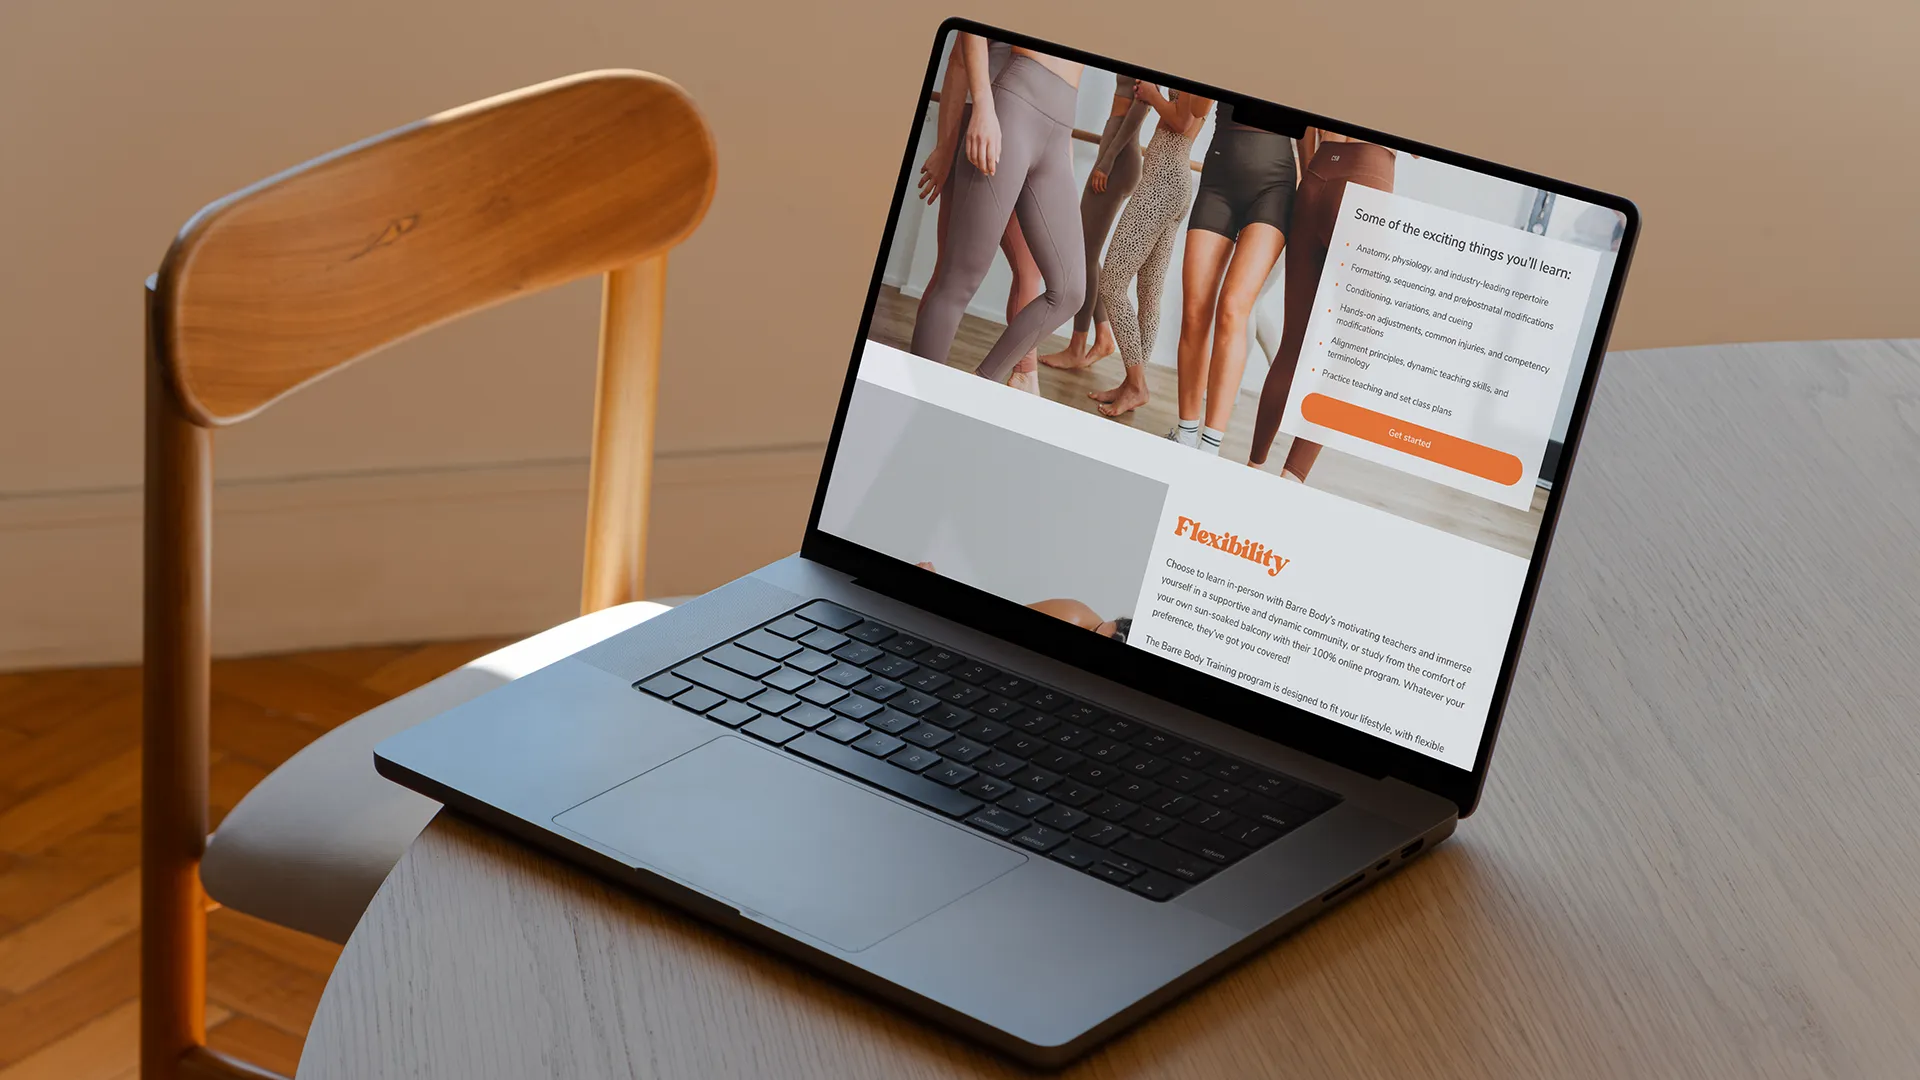 Some of the exciting things you'll learn:
Anatomy, physiology, and industry-leading repertoire
Formatting, sequencing, and pre/postnatal modifications
Conditioning, variations, and cueing
Hands-on adjustments, common injuries, and competency
modifications
Alignment principles, dynamic teaching skills, and
terminology
Practice teaching and set class plans
Get started
Flexibility
Choose to learn in-person with Barre Body's motivating teachers and immerse
yourself in a supportive and dynamic community, or study from the comfort of
your own sun-soaked balcony with their 100% online program. Whatever your
preference, they've got you covered!
The Barre Body Training program is designed to fit your lifestyle, with flexible
delete
return
shift
command
option